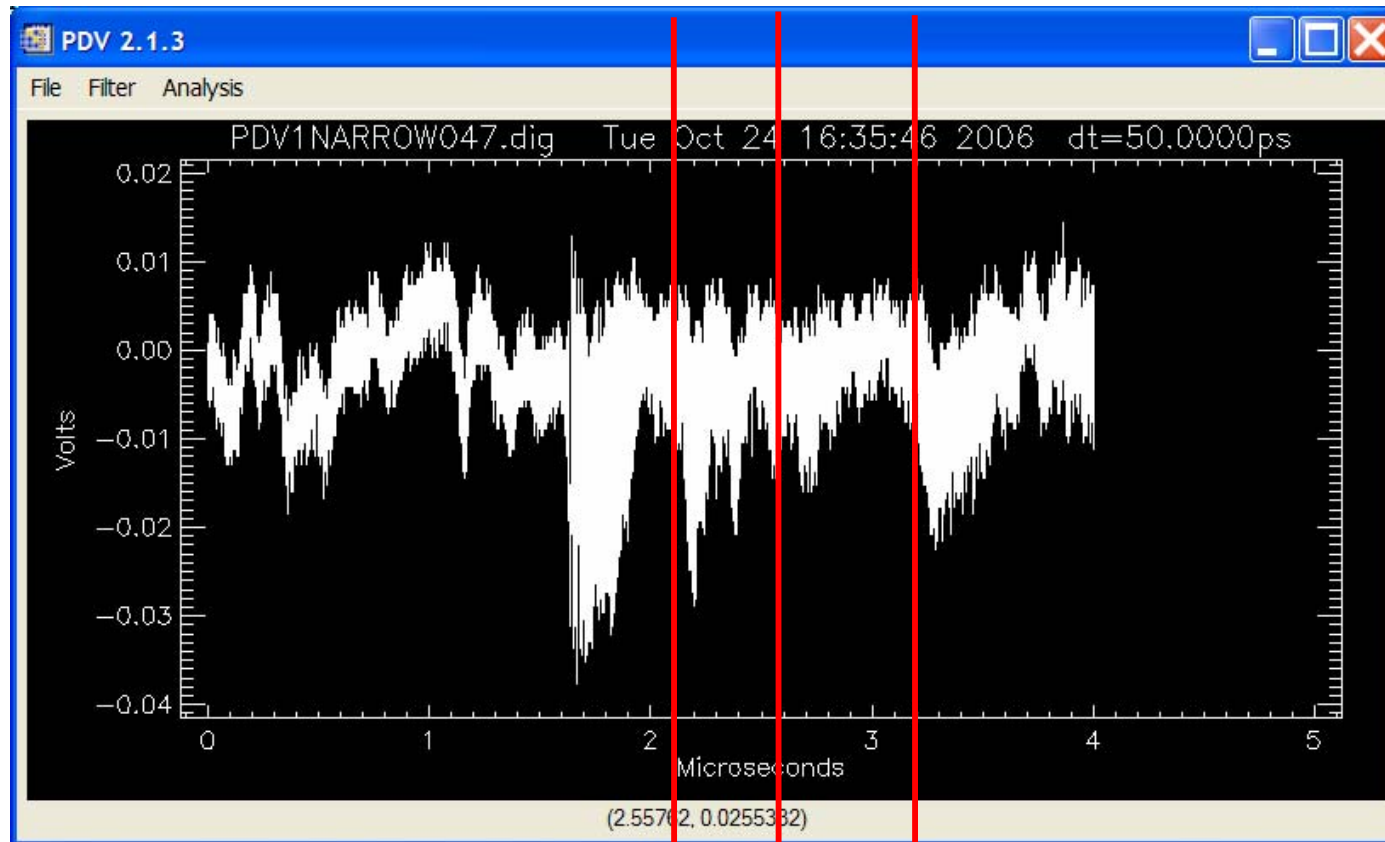 PDV 2.1.3
File Filter Analysis
PDV1NARROW047.dig Tue Oct 24 16:35:46 2006 dt=50.0000ps
0.02
0.01
0.00
−0.01
−0.02
−0.03
−0.04
Volts
0 1 2 3 4 5
Microseconds
(2.55762, 0.0255332)